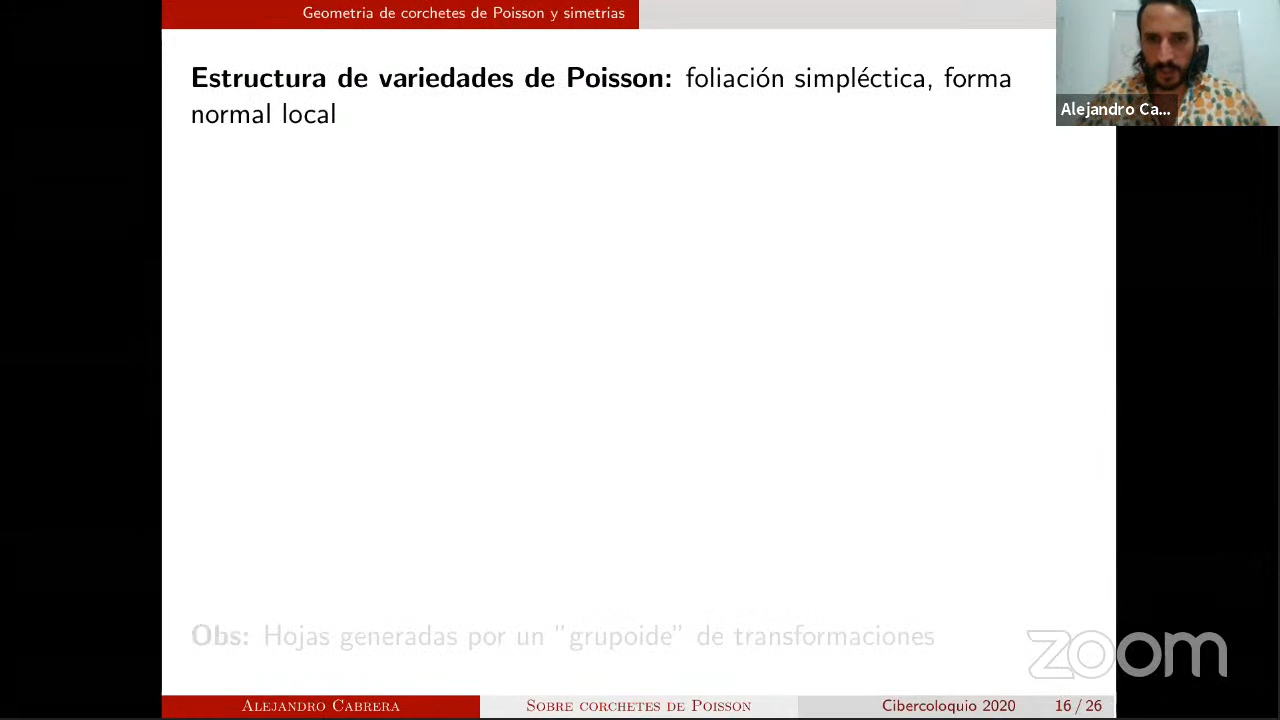 Geometria de corchetes de Poisson y simetrias
Estructura de variedades de Poisson: foliación simpléctica, forma
normal local
Alejandro Ca...
Obs: Hojas generadas por un "grupoide" de transformaciones
zoom
Alejandro Cabrera
Sobre corchetes de Poisson
Cibercoloquio 2020
16 / 26